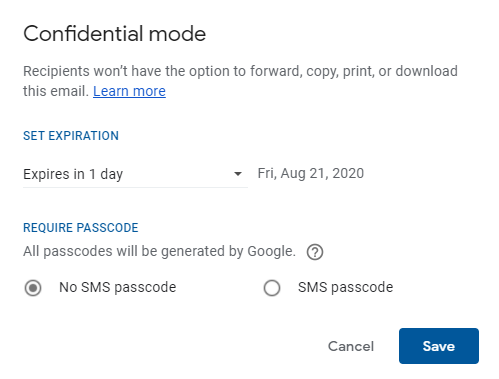 Confidential mode
Recipients won't have the option to forward, copy, print, or download
this email. Learn more
SET EXPIRATION
Expires in 1 day Fri, Aug 21, 2020
REQUIRE PASSCODE
All passcodes will be generated by Google. ?
No SMS passcode SMS passcode
Cancel Save